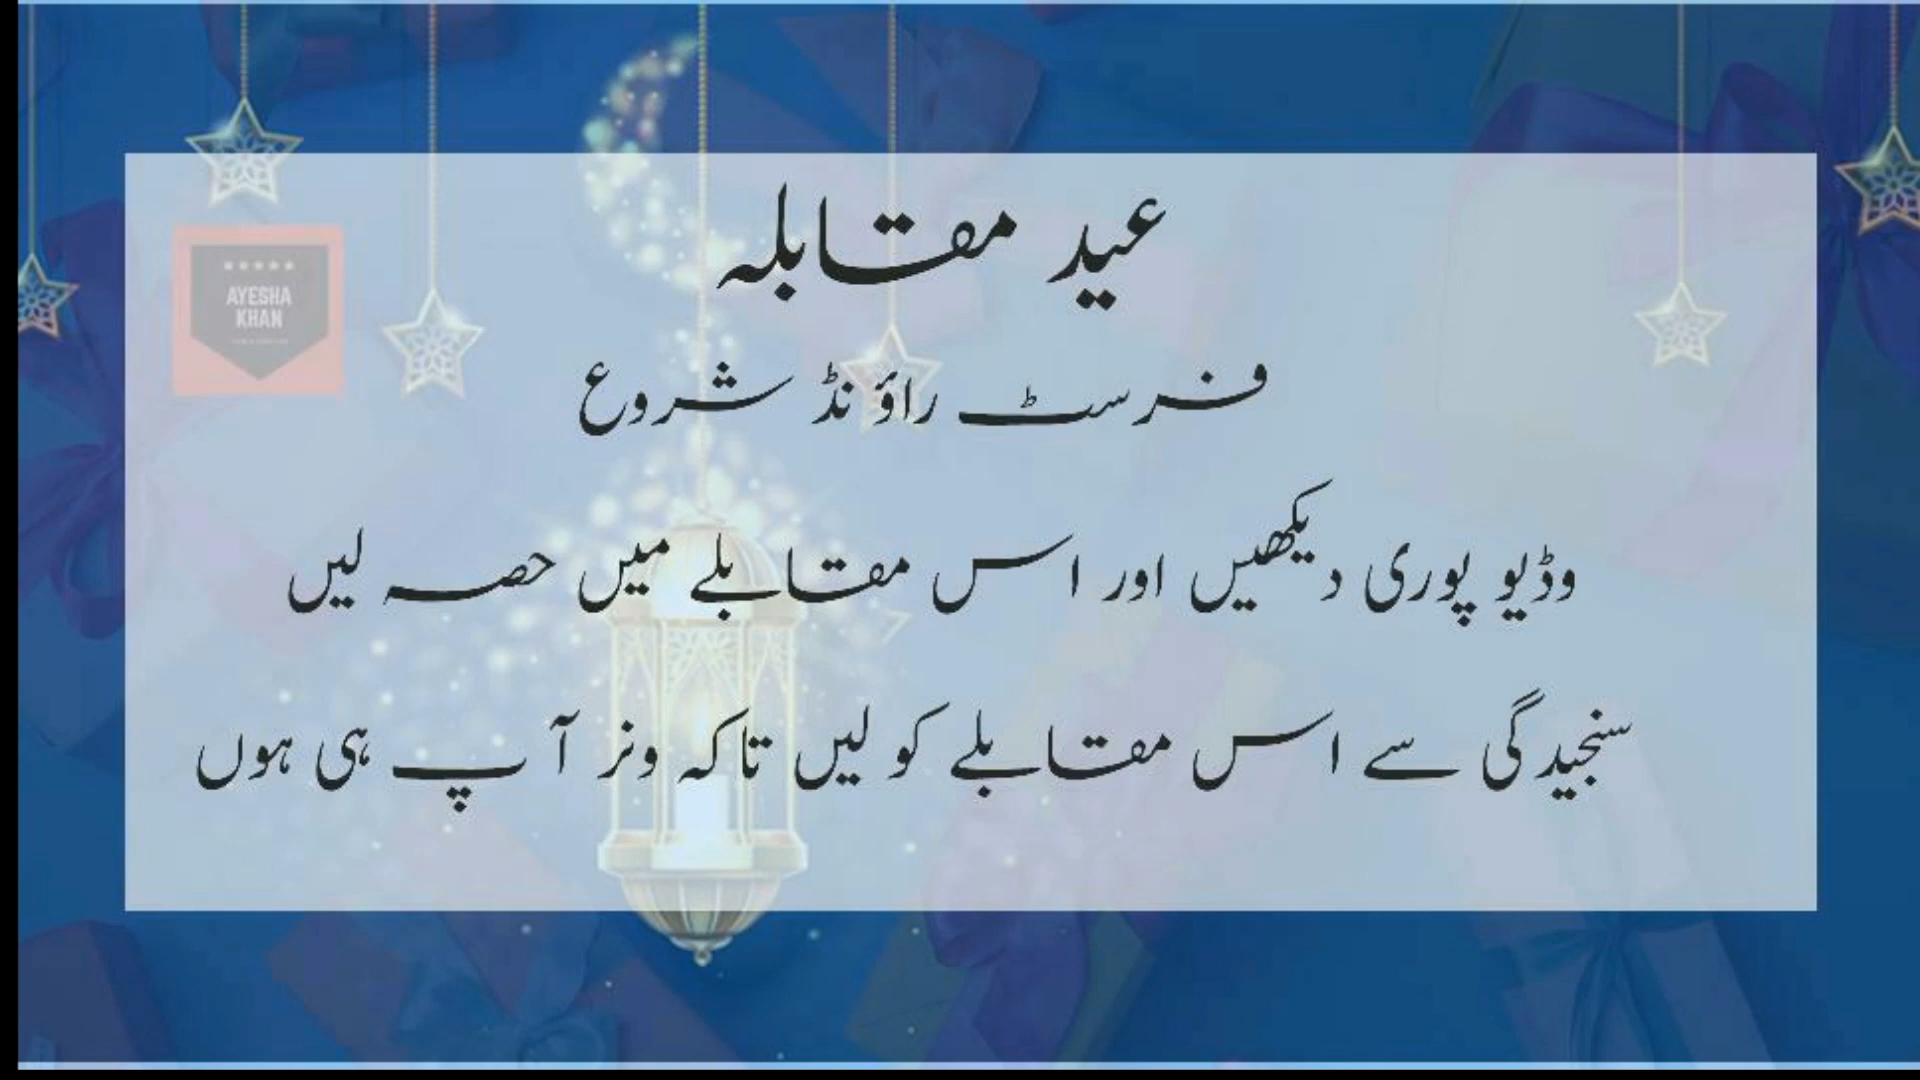 عید مقابلہ
AYESHA
KHAN
فرسٹ راؤنڈ شروع
وڈیو پوری دیکھیں اور اس مقابلے میں حصہ لیں
سنجیدگی سے اس مقابلے کو لیں تاکہ ونر آپ ہی ہوں